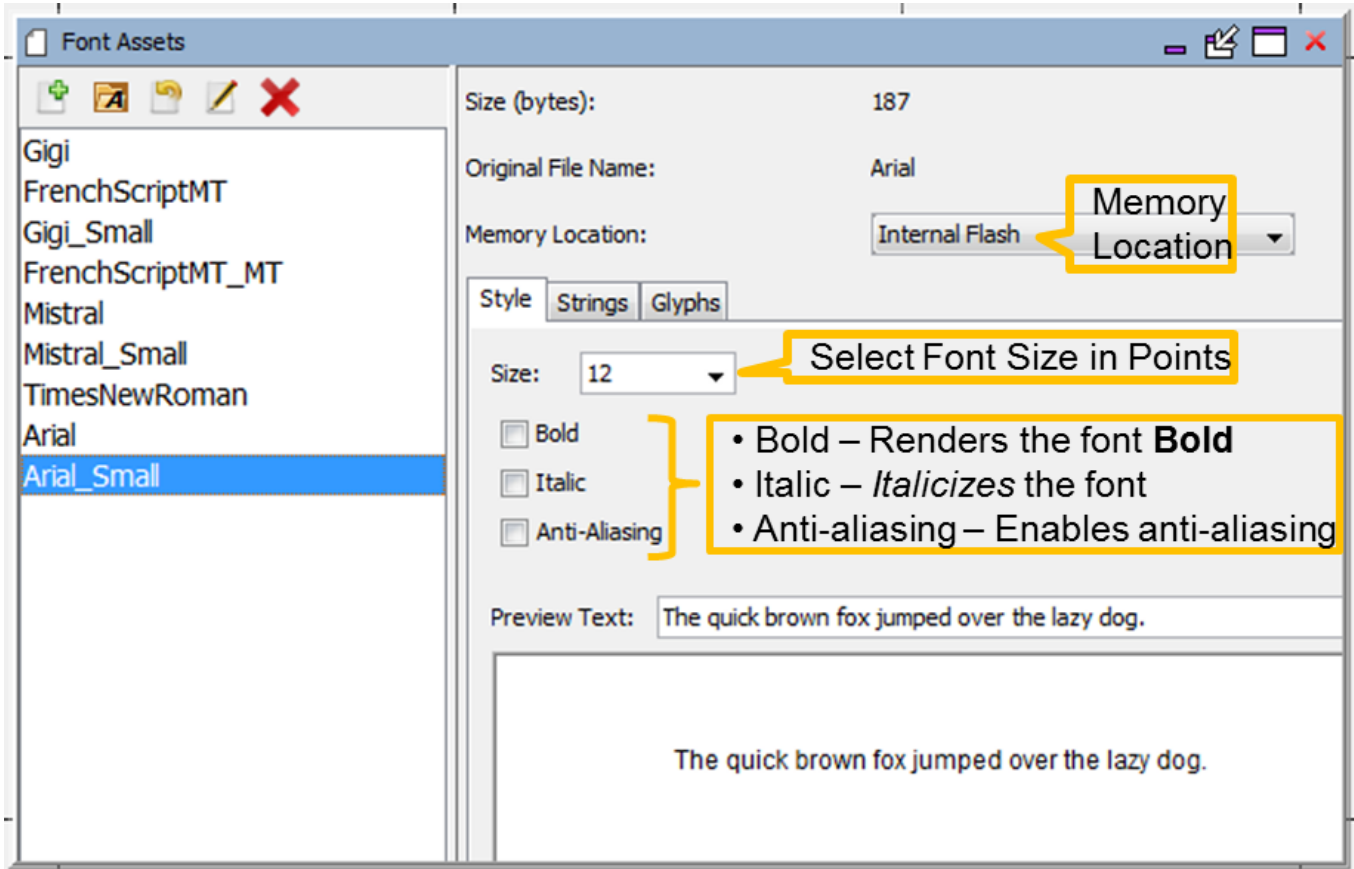 Font Assets
Gigi
FrenchScriptMT
Gigi_Small
FrenchScriptMT_MT
Mistral
Mistral_Small
TimesNewRoman
Arial
Arial_Small
Size (bytes): 187
Original File Name: Arial
Memory Location: Internal Flash
Memory
Location
Style Strings Glyphs
Size: 12
Select Font Size in Points
Bold
Italic
Anti-Aliasing
• Bold – Renders the font Bold
• Italic – Italicizes the font
• Anti-aliasing – Enables anti-aliasing
Preview Text: The quick brown fox jumped over the lazy dog.
The quick brown fox jumped over the lazy dog.